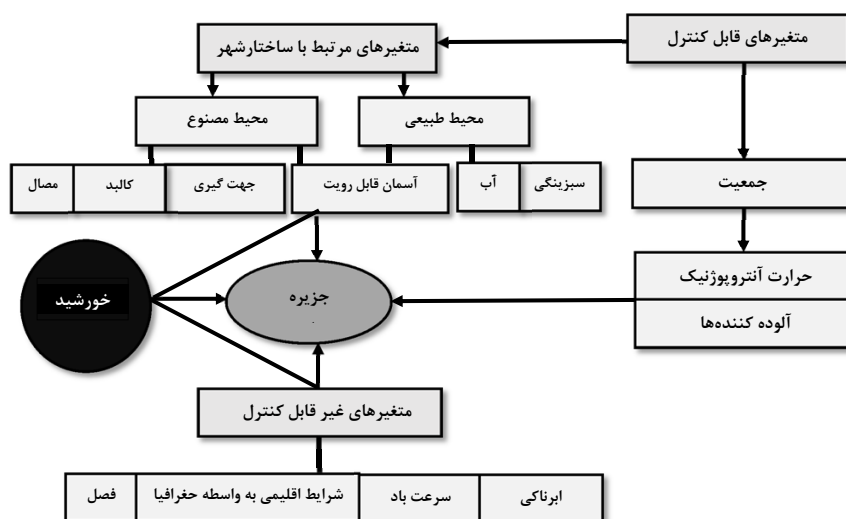 متغیرهای قابل کنترل
متغیرهای مرتبط با ساختارشهر
محیط طبیعی
محیط مصنوع
سبزینگی
آب
آسمان قابل رویت
جهت گیری
کالبد
مصال
جمعیت
حرارت آنتروپوژنیک
آلوده کننده‌ها
جزیره
خورشید
متغیرهای غیر قابل کنترل
ابرناکی
سرعت باد
شرایط اقلیمی به واسطه حغرافیا
فصل